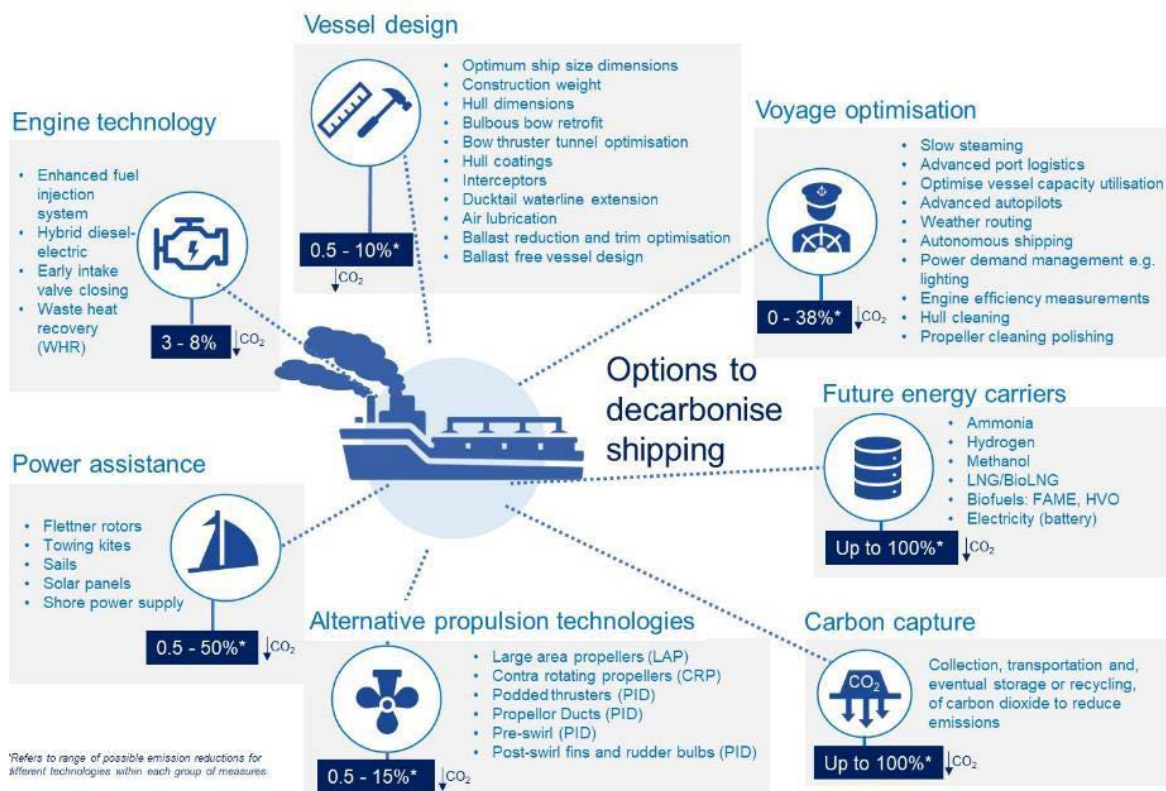 Vessel design
• Optimum ship size dimensions
• Construction weight
• Hull dimensions
• Bulbous bow retrofit
• Bow thruster tunnel optimisation
• Hull coatings
• Interceptors
• Ducktail waterline extension
• Air lubrication
• Ballast reduction and trim optimisation
• Ballast free vessel design
0.5 - 10%*
↓CO₂
Engine technology
• Enhanced fuel
injection
system
• Hybrid diesel-
electric
• Early intake
valve closing
• Waste heat
recovery
(WHR)
3 - 8%
↓CO₂
Voyage optimisation
• Slow steaming
• Advanced port logistics
• Optimise vessel capacity utilisation
• Advanced autopilots
• Weather routing
• Autonomous shipping
• Power demand management e.g.
lighting
• Engine efficiency measurements
• Hull cleaning
• Propeller cleaning polishing
0 - 38%*
↓CO₂
Options to
decarbonise
shipping
Future energy carriers
• Ammonia
• Hydrogen
• Methanol
• LNG/BioLNG
• Biofuels: FAME, HVO
• Electricity (battery)
Up to 100%*
↓CO₂
Power assistance
• Flettner rotors
• Towing kites
• Sails
• Solar panels
• Shore power supply
0.5 - 50%*
↓CO₂
Alternative propulsion technologies
• Large area propellers (LAP)
• Contra rotating propellers (CRP)
• Podded thrusters (PID)
• Propellor Ducts (PID)
• Pre-swirl (PID)
• Post-swirl fins and rudder bulbs (PID)
0.5 - 15%*
↓CO₂
Carbon capture
CO₂
Collection, transportation and,
eventual storage or recycling,
of carbon dioxide to reduce
emissions
Up to 100%*
↓CO₂
*Refers to range of possible emission reductions for
different technologies within each group of measures.